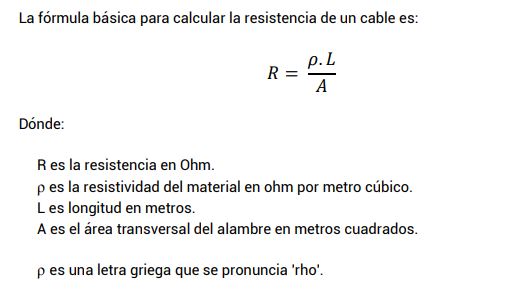 La fórmula básica para calcular la resistencia de un cable es:
R = ρ. L / A
Dónde:
R es la resistencia en Ohm.
ρ es la resistividad del material en ohm por metro cúbico.
L es longitud en metros.
A es el área transversal del alambre en metros cuadrados.
ρ es una letra griega que se pronuncia 'rho'.